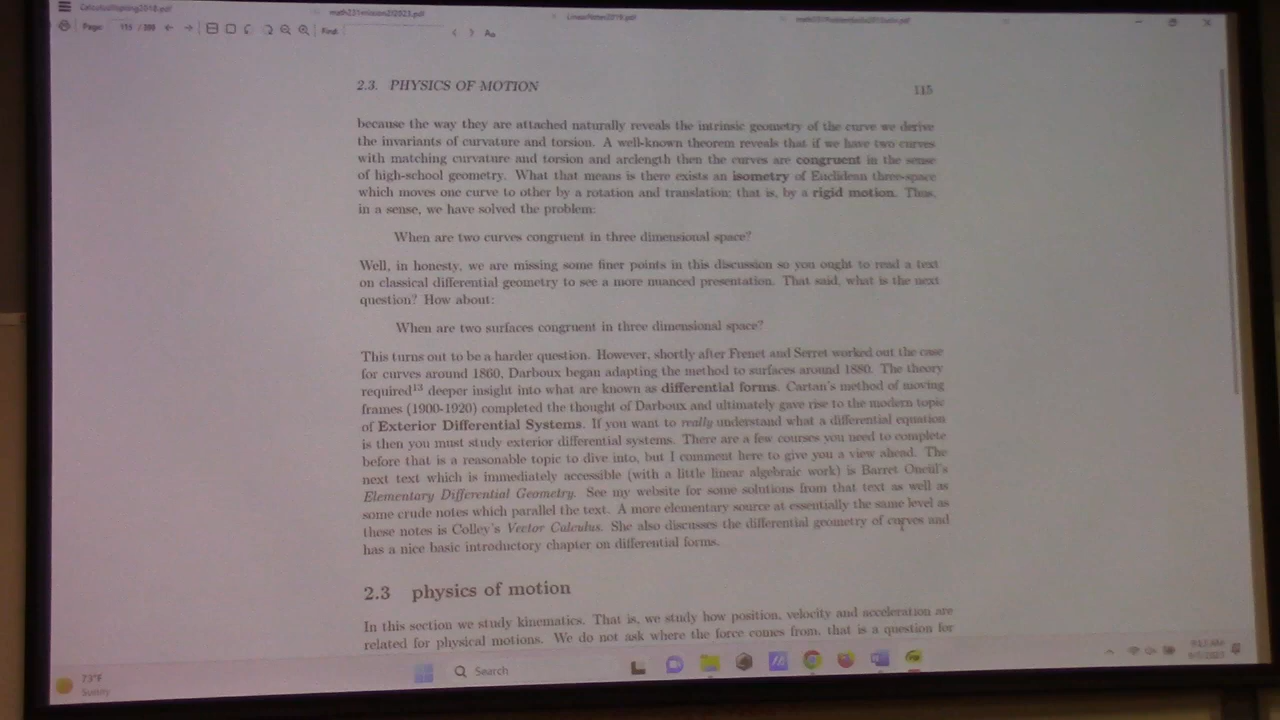 Page:
Find
2.3. PHYSICS OF MOTION 115
because the way they are attached naturally reveals the intrinsic geometry of the curve we derive
the invariants of curvature and torsion. A well-known theorem reveals that if we have two curves
with matching curvature and torsion and arclength then the curves are congruent in the sense
of high-school geometry. What that means is there exists an isometry of Euclidean three-space
which moves one curve to other by a rotation and translation; that is, by a rigid motion. Thus,
in a sense, we have solved the problem:
When are two curves congruent in three dimensional space?
Well, in honesty, we are missing some finer points in this discussion so you ought to read a text
on classical differential geometry to see a more nuanced presentation. That said, what is the next
question? How about:
When are two surfaces congruent in three dimensional space?
This turns out to be a harder question. However, shortly after Frenet and Serret worked out the case
for curves around 1860, Darboux began adapting the method to surfaces around 1880. The theory
required13 deeper insight into what are known as differential forms. Cartan's method of moving
frames (1900-1920) completed the thought of Darboux and ultimately gave rise to the modern topic
of Exterior Differential Systems. If you want to really understand what a differential equation
is then you must study exterior differential systems. There are a few courses you need to complete
before that is a reasonable topic to dive into, but I comment here to give you a view ahead. The
next text which is immediately accessible (with a little linear algebraic work) is Barret Oneil's
Elementary Differential Geometry. See my website for some solutions from that text as well as
some crude notes which parallel the text. A more elementary source at essentially the same level as
these notes is Colley's Vector Calculus. She also discusses the differential geometry of curves and
has a nice basic introductory chapter on differential forms.
2.3 physics of motion
In this section we study kinematics. That is, we study how position, velocity and acceleration are
related for physical motions. We do not ask where the force comes from, that is a question for
73°F
Sunny
Search